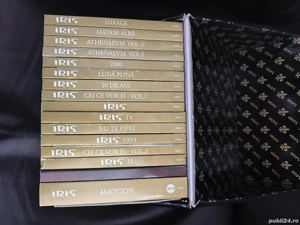 IRIS MIRAGE
IRIS MĂTASE ALBĂ
IRIS ATHENAEUM VOL.II
IRIS ATHENAEUM VOL.I
IRIS 2000
IRIS LUNĂ PLINĂ
IRIS 20 DE ANI
IRIS CEI CE VOR FI - VOL.I
IRIS
IRIS IV
IRIS NU TE OPRI
IRIS 1993
IRIS CEI CE VOR FI - VOL.II
IRIS II
IRIS 4MOTION
publi24.ro